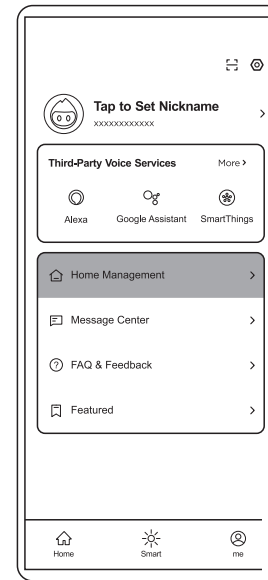 Tap to Set Nickname
xxxxxxxxxxxx
Third-Party Voice Services More
Alexa Google Assistant SmartThings
Home Management
Message Center
FAQ & Feedback
Featured
Home Smart me